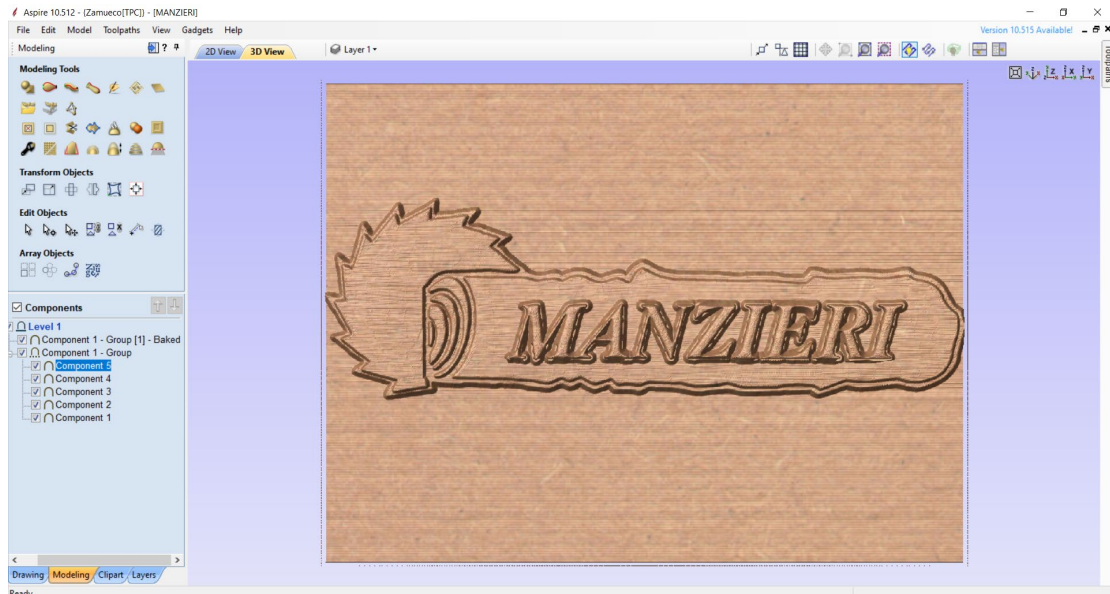 Aspire 10.512 - {Zamueco[TPC]} - [MANZIERI]
File Edit Model Toolpaths View Gadgets Help
Version 10.515 Available!
Modeling
?
2D View 3D View
Layer 1
Toolpaths
Z X Y
Modeling Tools
Transform Objects
Edit Objects
Array Objects
Components
Level 1
Component 1 - Group [1] - Baked
Component 1 - Group
Component 5
Component 4
Component 3
Component 2
Component 1
MANZIERI
Drawing Modeling Clipart Layers
Ready